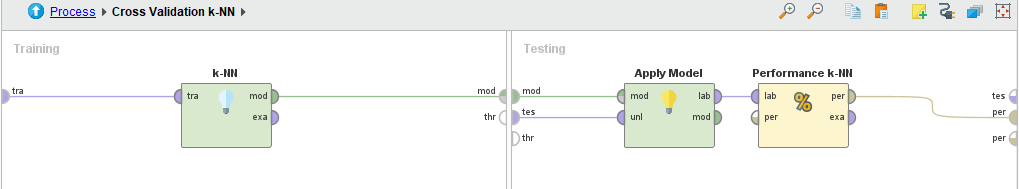 Process Cross Validation k-NN
Training
Testing
k-NN
Apply Model
Performance k-NN
tra
tra
mod
exa
mod
thr
mod
tes
thr
mod
unl
lab
mod
lab
per
per
exa
%
tes
per
per